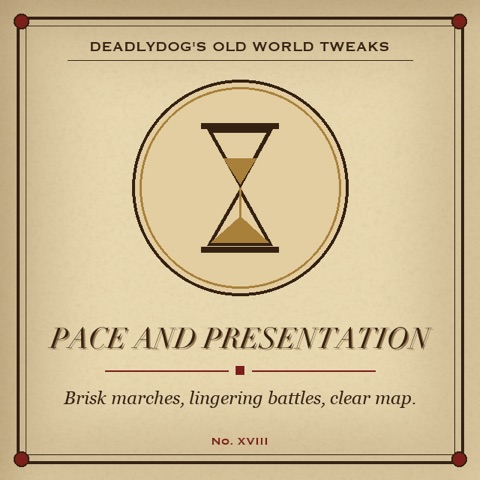 DEADLYDOG'S OLD WORLD TWEAKS
PACE AND PRESENTATION
Brisk marches, lingering battles, clear map.
No. XVIII